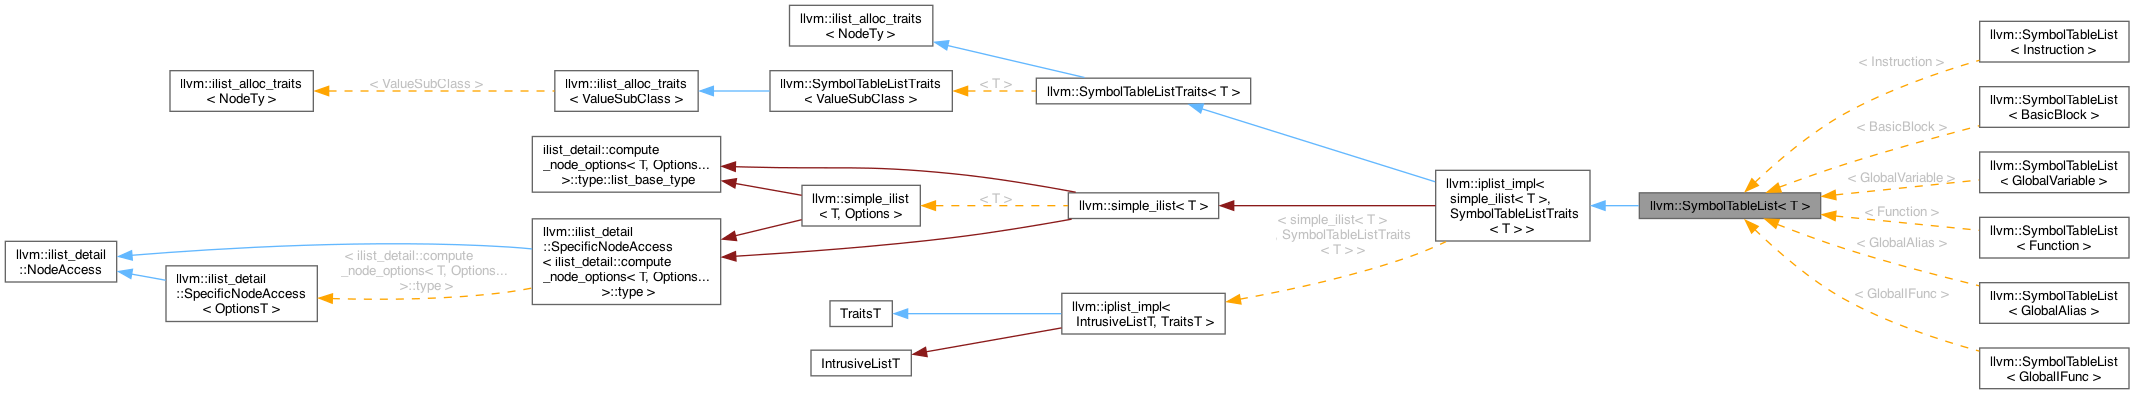 llvm::ilist_alloc_traits
< NodeTy >
llvm::ilist_alloc_traits
< NodeTy >
< ValueSubClass >
llvm::ilist_alloc_traits
< ValueSubClass >
llvm::SymbolTableListTraits
< ValueSubClass >
< T >
llvm::SymbolTableListTraits< T >
ilist_detail::compute
_node_options< T, Options...
>::type::list_base_type
llvm::simple_ilist
< T, Options >
< T >
llvm::simple_ilist< T >
llvm::ilist_detail
::NodeAccess
llvm::ilist_detail
::SpecificNodeAccess
< OptionsT >
< ilist_detail::compute
_node_options< T, Options...
>::type >
llvm::ilist_detail
::SpecificNodeAccess
< ilist_detail::compute
_node_options< T, Options...
>::type >
TraitsT
IntrusiveListT
llvm::iplist_impl<
IntrusiveListT, TraitsT >
< simple_ilist< T >
, SymbolTableListTraits
< T > >
llvm::iplist_impl<
simple_ilist< T >,
SymbolTableListTraits
< T > >
llvm::SymbolTableList< T >
< Instruction >
llvm::SymbolTableList
< Instruction >
< BasicBlock >
llvm::SymbolTableList
< BasicBlock >
< GlobalVariable >
llvm::SymbolTableList
< GlobalVariable >
< Function >
llvm::SymbolTableList
< Function >
< GlobalAlias >
llvm::SymbolTableList
< GlobalAlias >
< GlobalIFunc >
llvm::SymbolTableList
< GlobalIFunc >